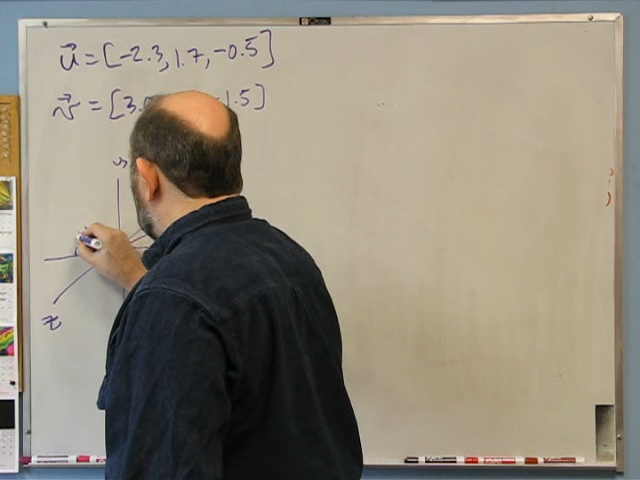 u⃗ = [-2.3, 1.7, -0.5]
v⃗ = [3. 1.5]
z